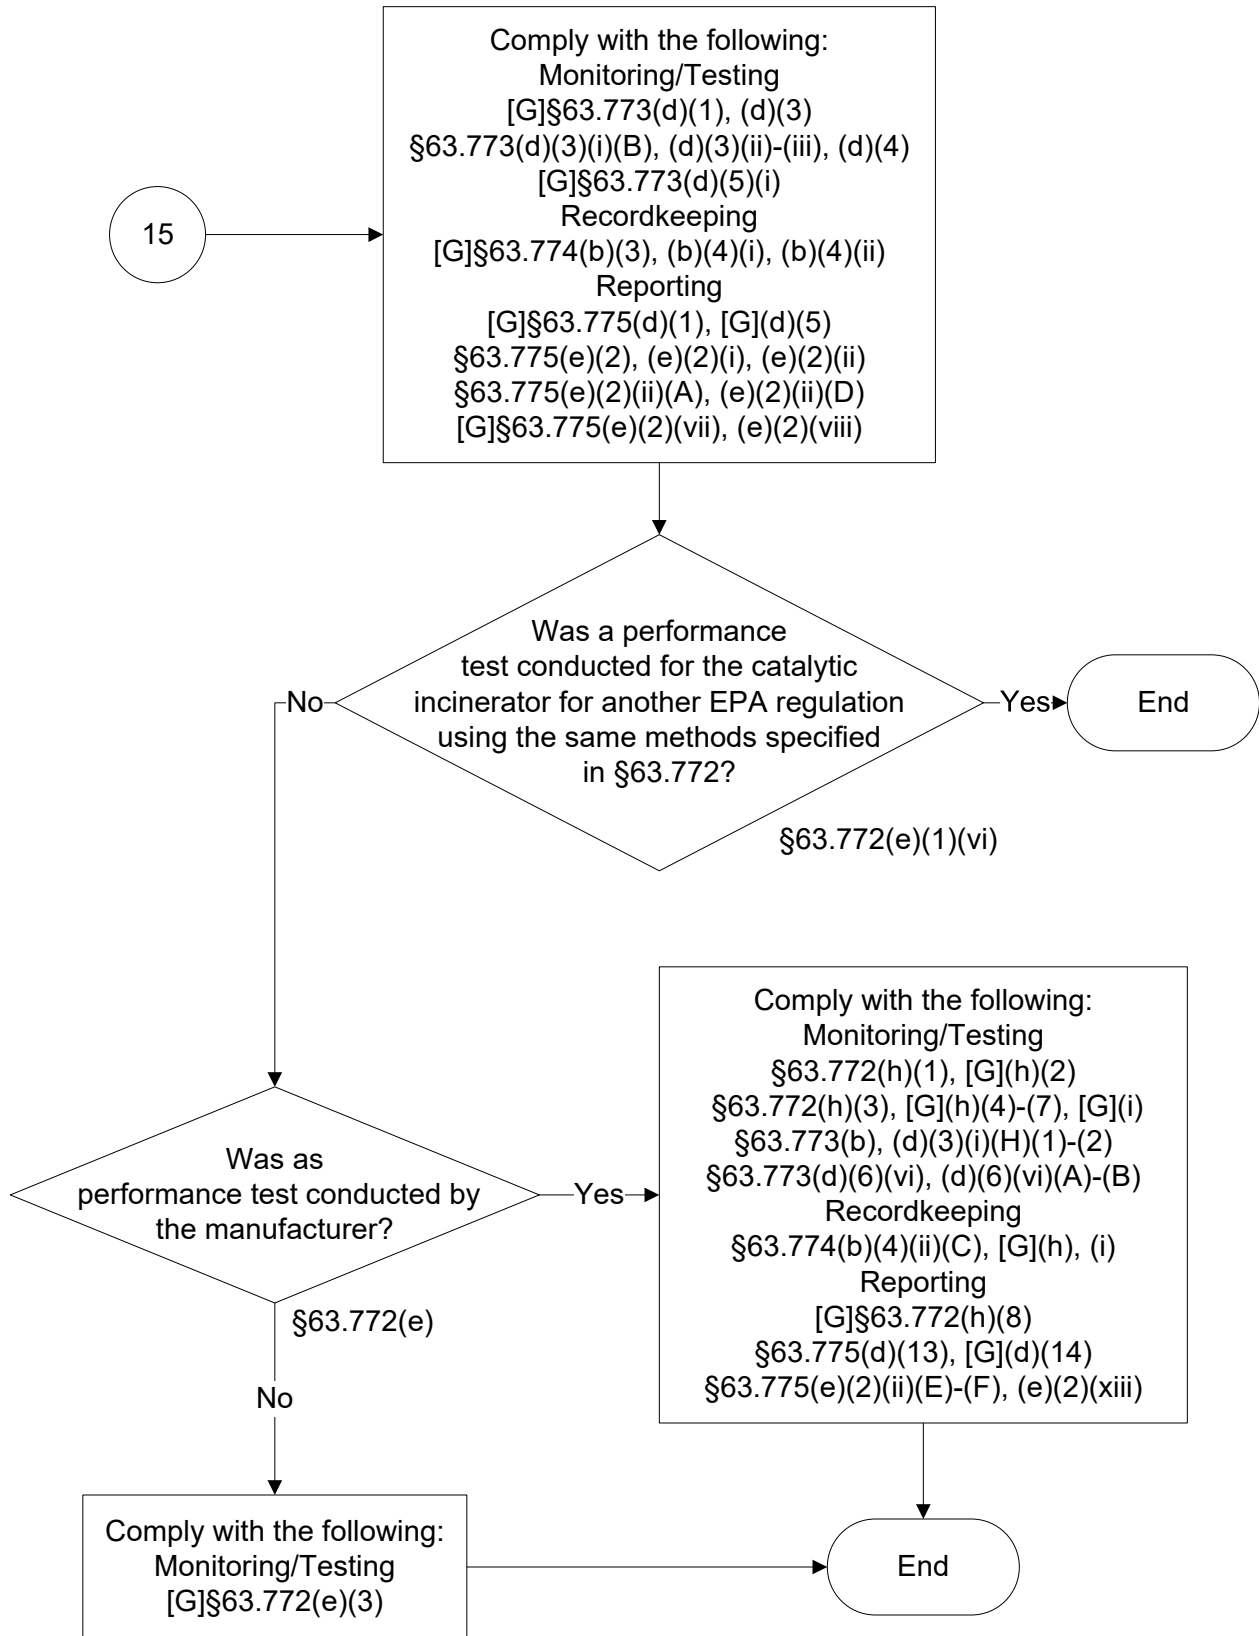 Comply with the following:
Monitoring/Testing
[G]§63.773(d)(1), (d)(3)
§63.773(d)(3)(i)(B), (d)(3)(ii)-(iii), (d)(4)
[G]§63.773(d)(5)(i)
Recordkeeping
[G]§63.774(b)(3), (b)(4)(i), (b)(4)(ii)
Reporting
[G]§63.775(d)(1), [G](d)(5)
§63.775(e)(2), (e)(2)(i), (e)(2)(ii)
§63.775(e)(2)(ii)(A), (e)(2)(ii)(D)
[G]§63.775(e)(2)(vii), (e)(2)(viii)
15
Was a performance
test conducted for the catalytic
incinerator for another EPA regulation
using the same methods specified
in §63.772?
No
Yes
End
§63.772(e)(1)(vi)
Was as
performance test conducted by
the manufacturer?
Yes
§63.772(e)
No
Comply with the following:
Monitoring/Testing
§63.772(h)(1), [G](h)(2)
§63.772(h)(3), [G](h)(4)-(7), [G](i)
§63.773(b), (d)(3)(i)(H)(1)-(2)
§63.773(d)(6)(vi), (d)(6)(vi)(A)-(B)
Recordkeeping
§63.774(b)(4)(ii)(C), [G](h), (i)
Reporting
[G]§63.772(h)(8)
§63.775(d)(13), [G](d)(14)
§63.775(e)(2)(ii)(E)-(F), (e)(2)(xiii)
Comply with the following:
Monitoring/Testing
[G]§63.772(e)(3)
End